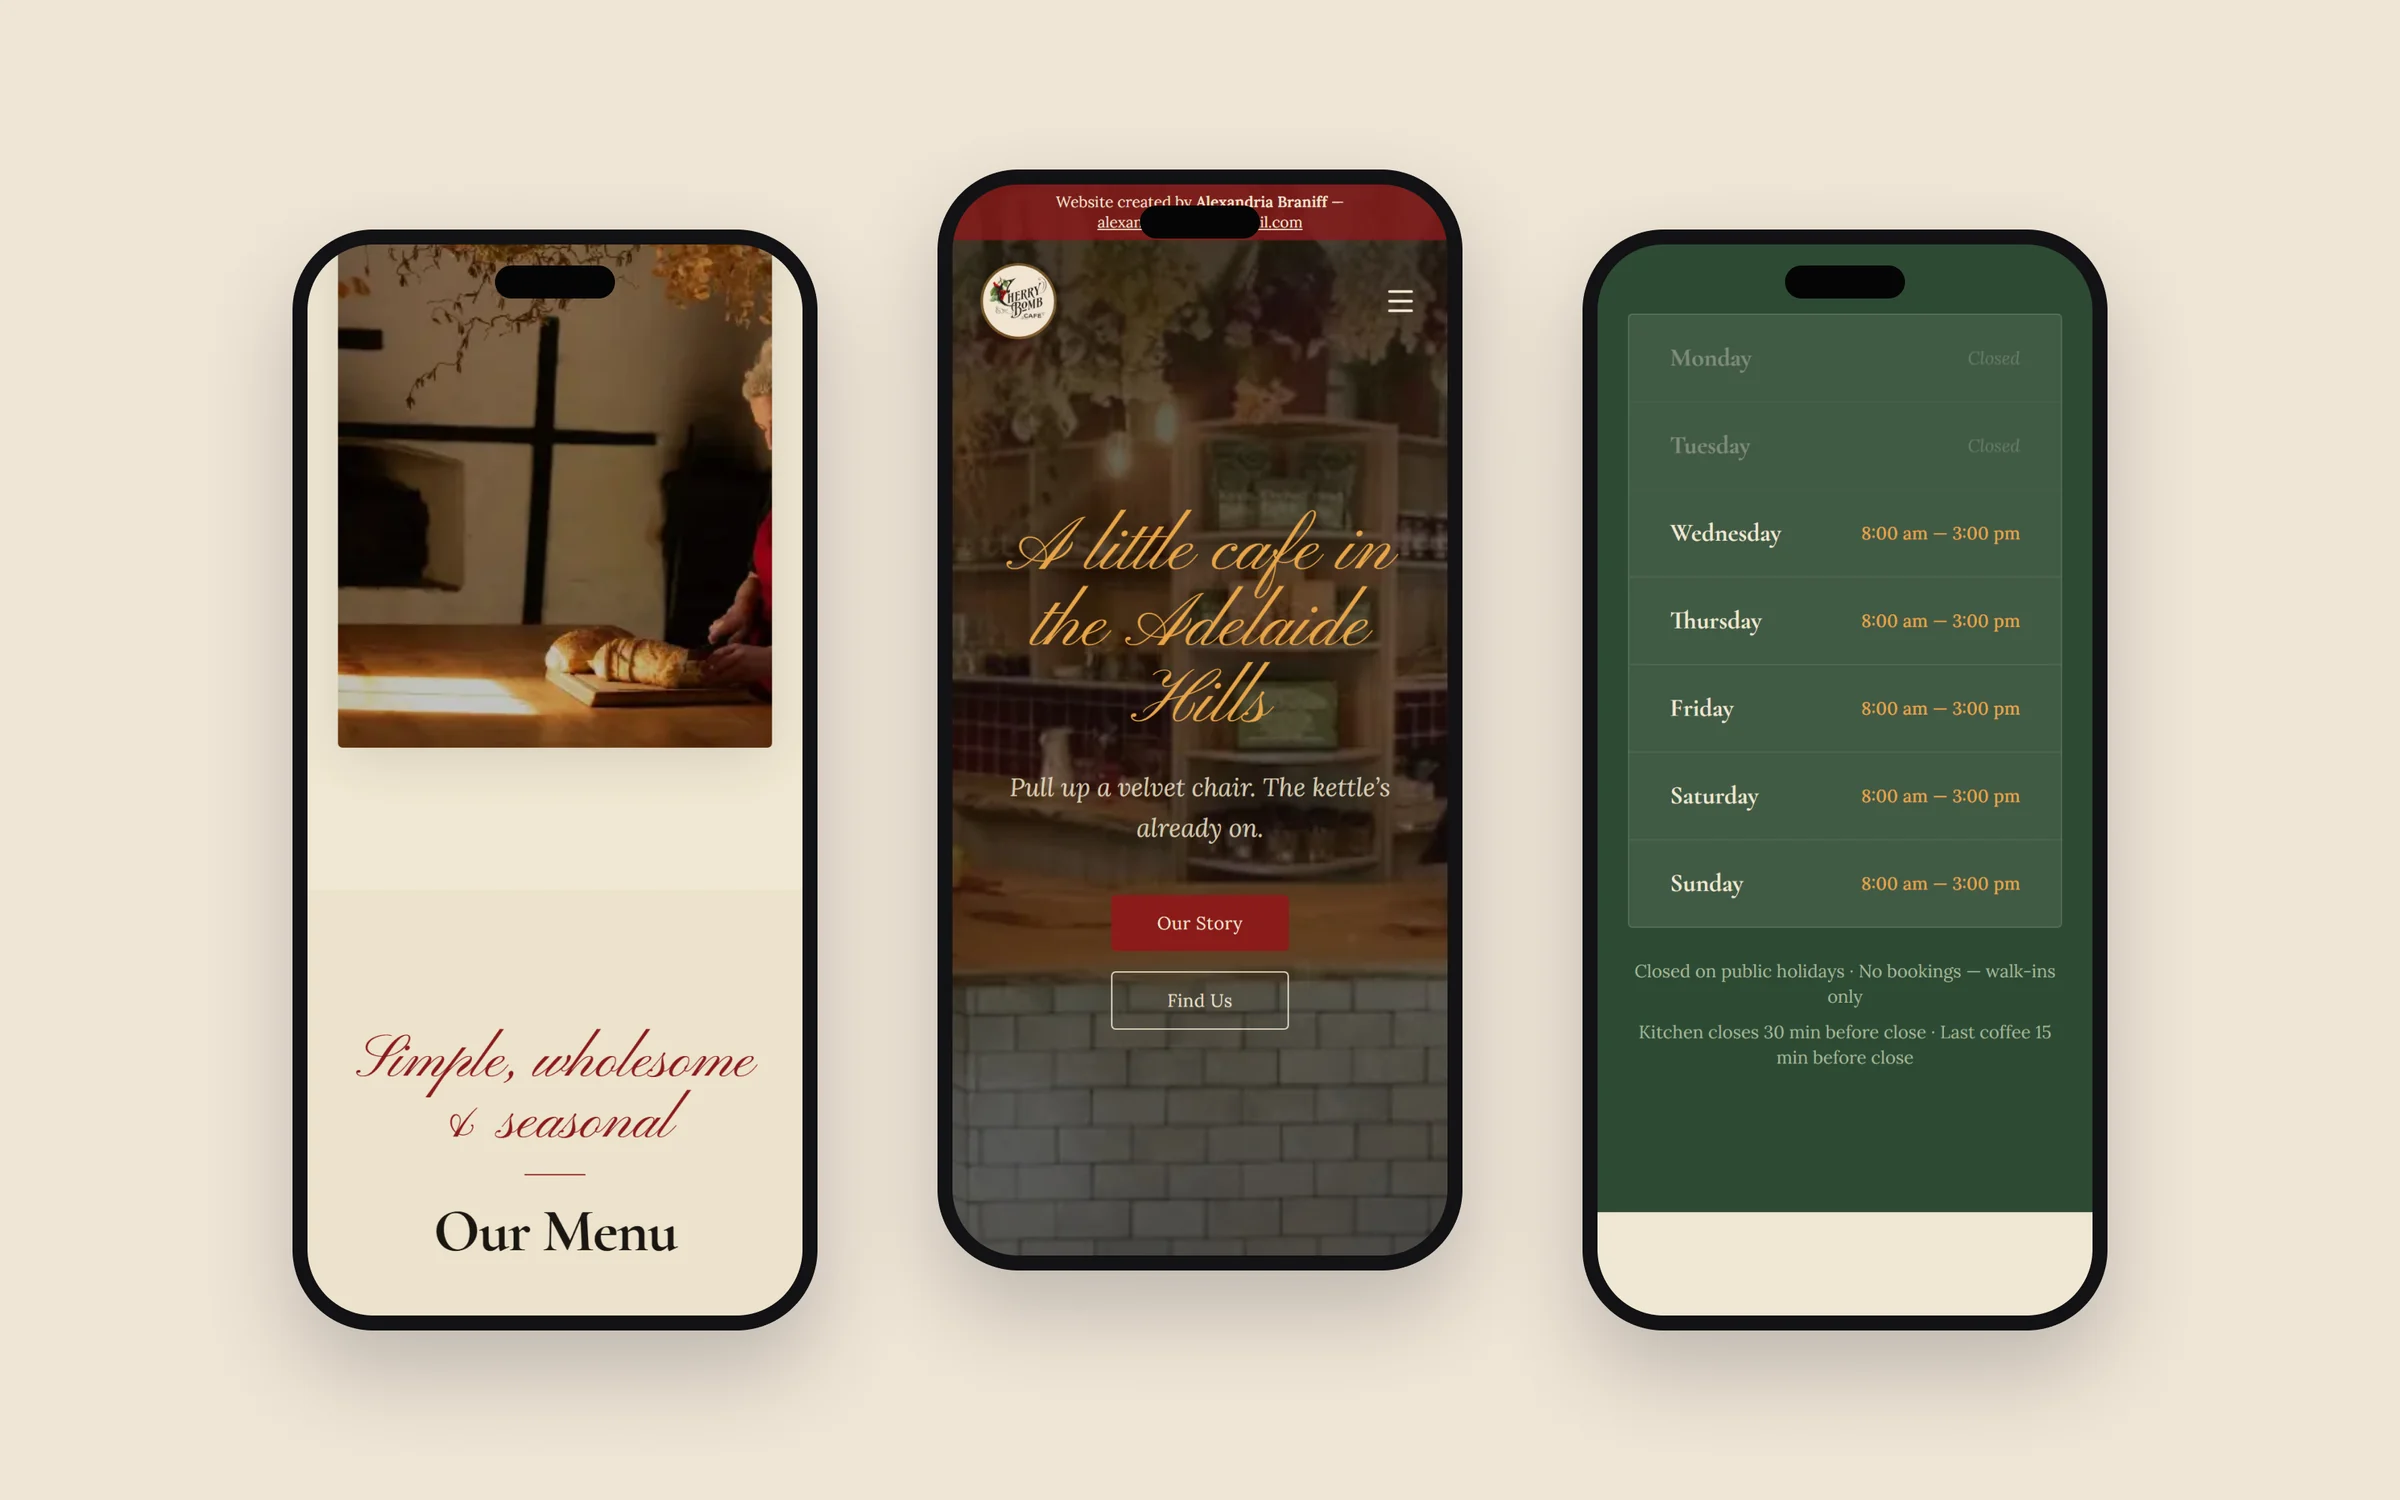 Simple, wholesome
& seasonal
Our Menu
Website created by Alexandria Braniff —
alexan il.com
CHERRY
BOMB
CAFE
A little cafe in
the Adelaide
Hills
Pull up a velvet chair. The kettle’s
already on.
Our Story
Find Us
Monday Closed
Tuesday Closed
Wednesday 8:00 am — 3:00 pm
Thursday 8:00 am — 3:00 pm
Friday 8:00 am — 3:00 pm
Saturday 8:00 am — 3:00 pm
Sunday 8:00 am — 3:00 pm
Closed on public holidays · No bookings — walk-ins
only
Kitchen closes 30 min before close · Last coffee 15
min before close